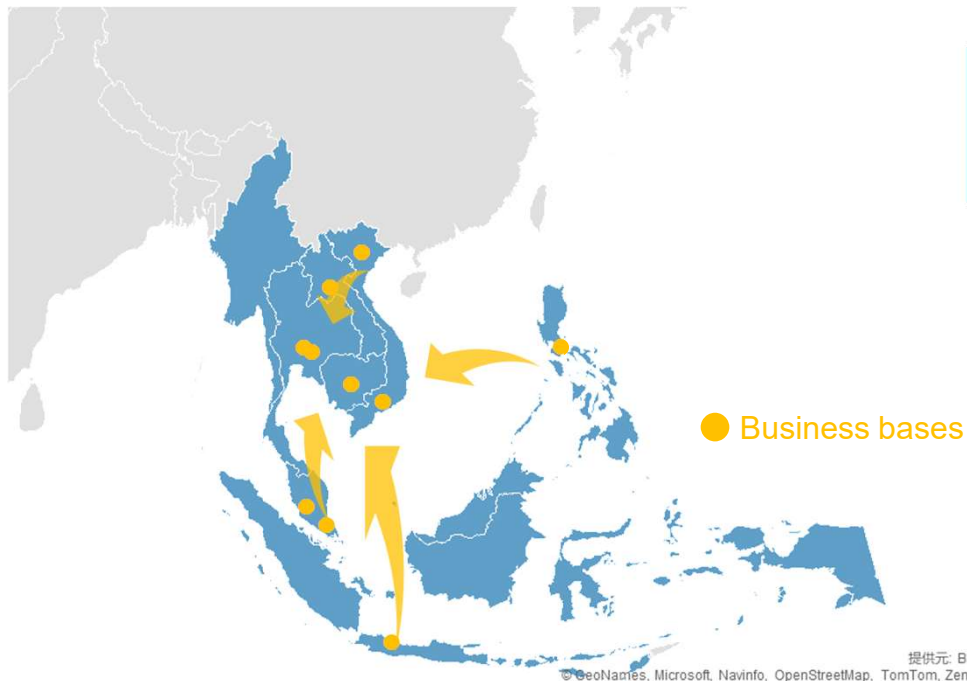 Business bases
提供元: B
© GeoNames, Microsoft, Navinfo, OpenStreetMap, TomTom, Zen